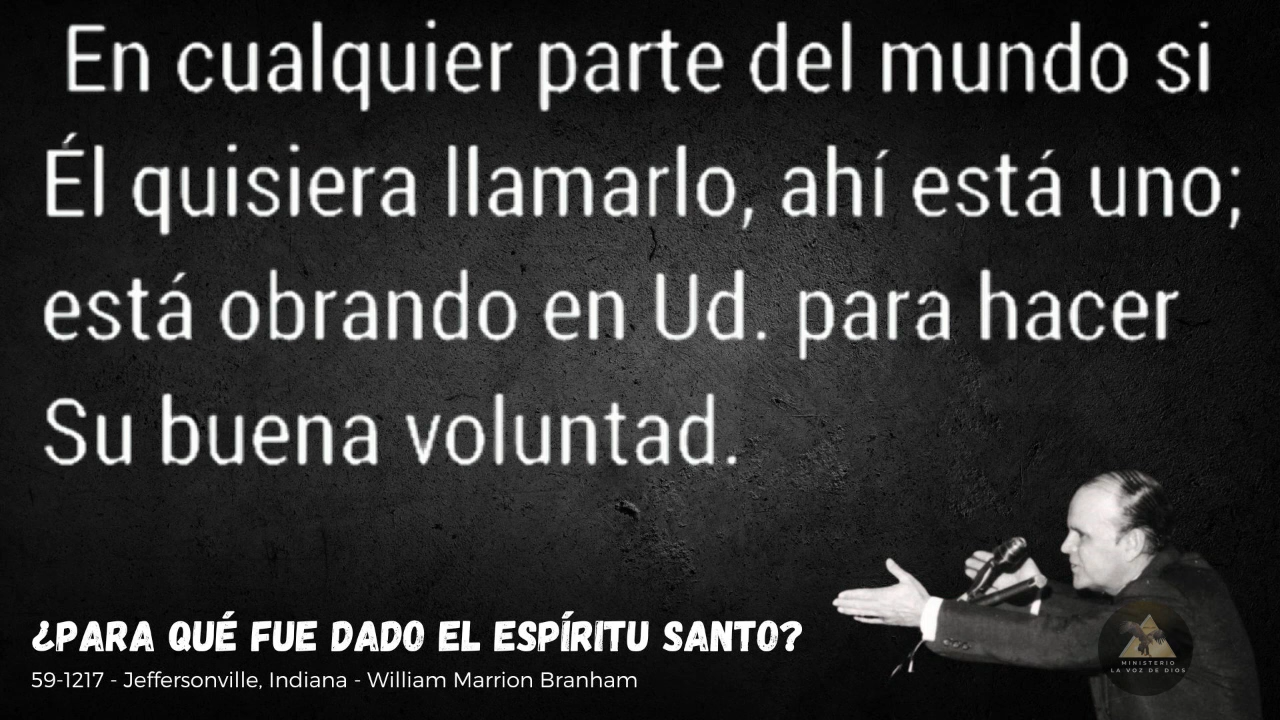 En cualquier parte del mundo si
Él quisiera llamarlo, ahí está uno;
está obrando en Ud. para hacer
Su buena voluntad.
¿PARA QUÉ FUE DADO EL ESPÍRITU SANTO?
59-1217 - Jeffersonville, Indiana - William Marrion Branham
MINISTERIO
LA VOZ DE DIOS